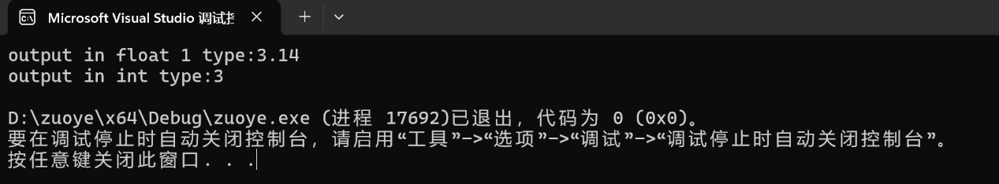 Microsoft Visual Studio 调试控
output in float 1 type:3.14
output in int type:3
D:\zuoye\x64\Debug\zuoye.exe (进程 17692)已退出，代码为 0 (0x0)。
要在调试停止时自动关闭控制台，请启用“工具”->“选项”->“调试”->“调试停止时自动关闭控制台”。
按任意键关闭此窗口. . .